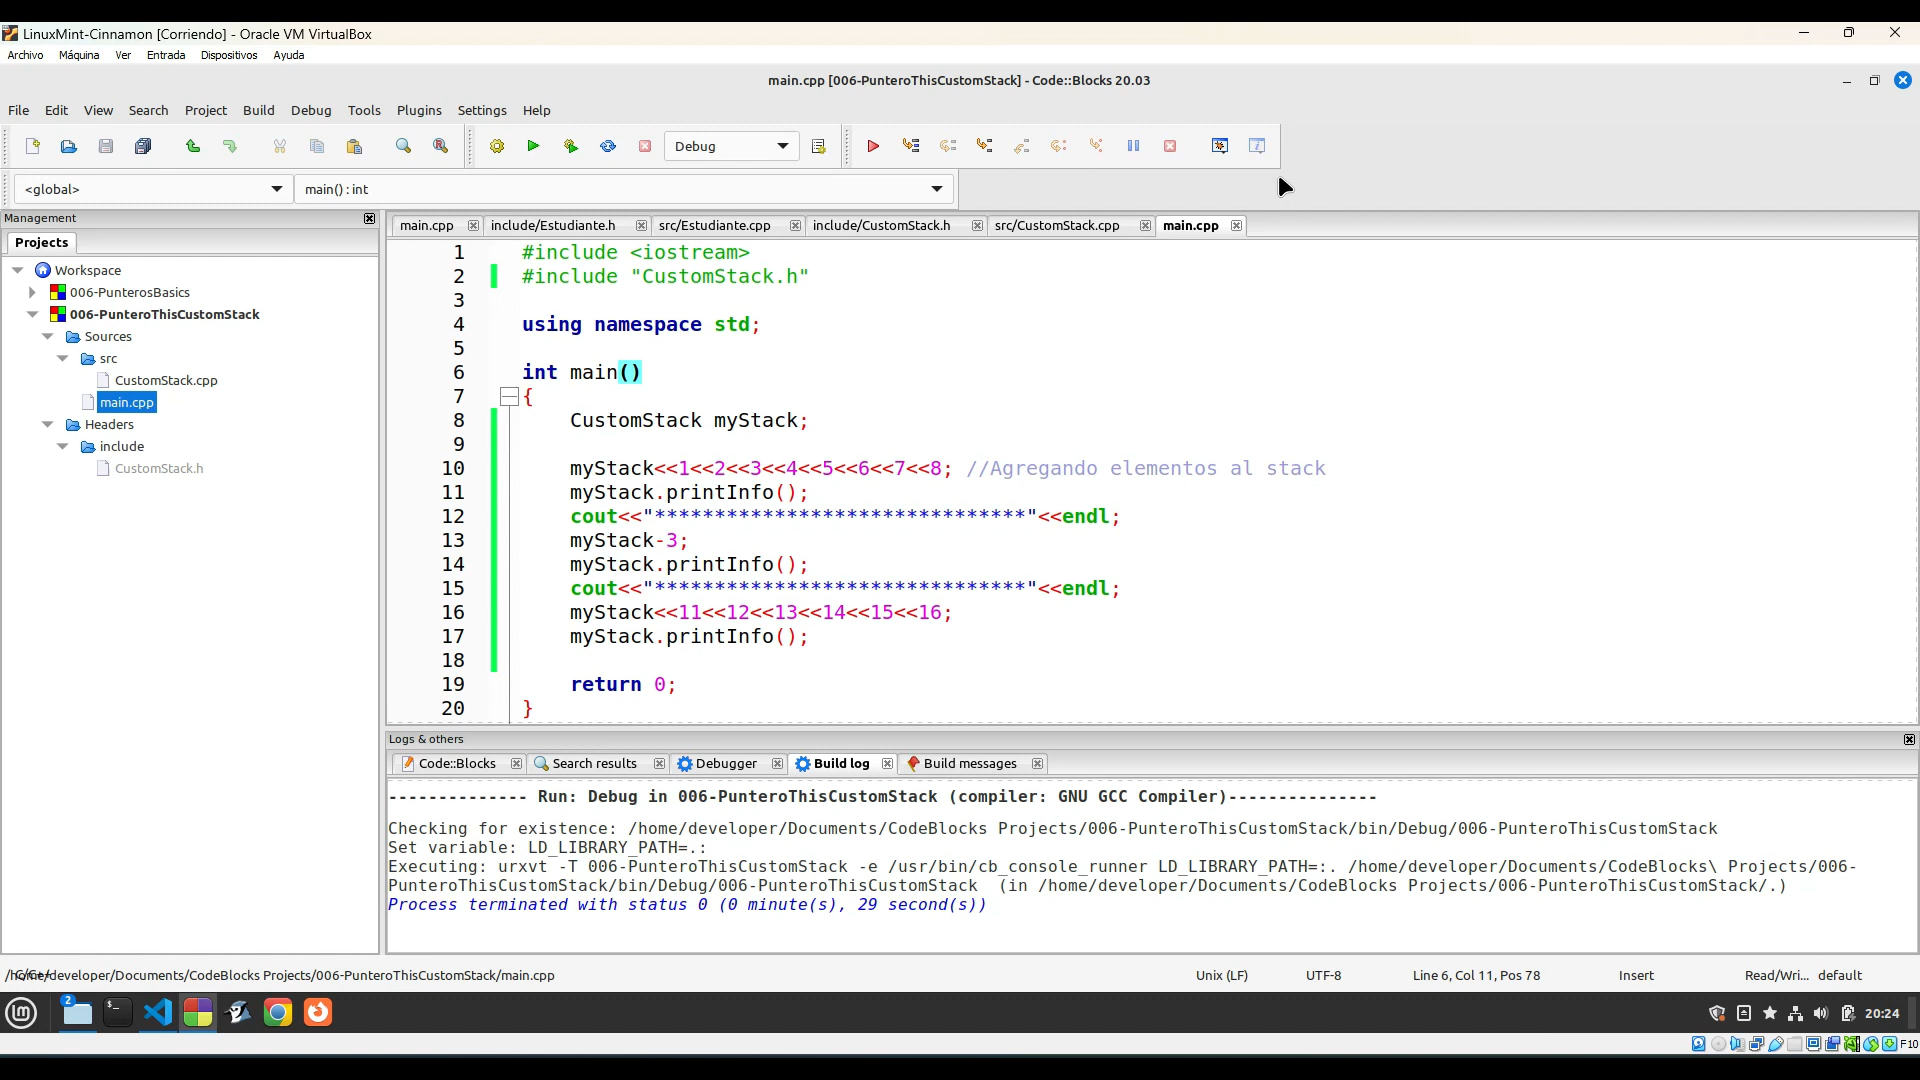 LinuxMint-Cinnamon [Corriendo] - Oracle VM VirtualBox
Archivo Máquina Ver Entrada Dispositivos Ayuda
main.cpp [006-PunteroThisCustomStack] - Code::Blocks 20.03
File Edit View Search Project Build Debug Tools Plugins Settings Help
Debug
<global> main() : int
Management
Projects
Workspace
006-PunterosBasics
006-PunteroThisCustomStack
Sources
src
CustomStack.cpp
main.cpp
Headers
include
CustomStack.h
main.cpp include/Estudiante.h src/Estudiante.cpp include/CustomStack.h src/CustomStack.cpp main.cpp
1 #include <iostream>
2 #include "CustomStack.h"
3
4 using namespace std;
5
6 int main()
7 {
8 CustomStack myStack;
9
10 myStack<<1<<2<<3<<4<<5<<6<<7<<8; //Agregando elementos al stack
11 myStack.printInfo();
12 cout<<"*******************************"<<endl;
13 myStack-3;
14 myStack.printInfo();
15 cout<<"*******************************"<<endl;
16 myStack<<11<<12<<13<<14<<15<<16;
17 myStack.printInfo();
18
19 return 0;
20 }
Logs & others
Code::Blocks Search results Debugger Build log Build messages
-------------- Run: Debug in 006-PunteroThisCustomStack (compiler: GNU GCC Compiler)---------------
Checking for existence: /home/developer/Documents/CodeBlocks Projects/006-PunteroThisCustomStack/bin/Debug/006-PunteroThisCustomStack
Set variable: LD_LIBRARY_PATH=.:
Executing: urxvt -T 006-PunteroThisCustomStack -e /usr/bin/cb_console_runner LD_LIBRARY_PATH=:. /home/developer/Documents/CodeBlocks\ Projects/006-
PunteroThisCustomStack/bin/Debug/006-PunteroThisCustomStack  (in /home/developer/Documents/CodeBlocks Projects/006-PunteroThisCustomStack/.)
Process terminated with status 0 (0 minute(s), 29 second(s))
/home/developer/Documents/CodeBlocks Projects/006-PunteroThisCustomStack/main.cpp C/C++ Unix (LF) UTF-8 Line 6, Col 11, Pos 78 Insert Read/Wri... default
2
20:24
F10